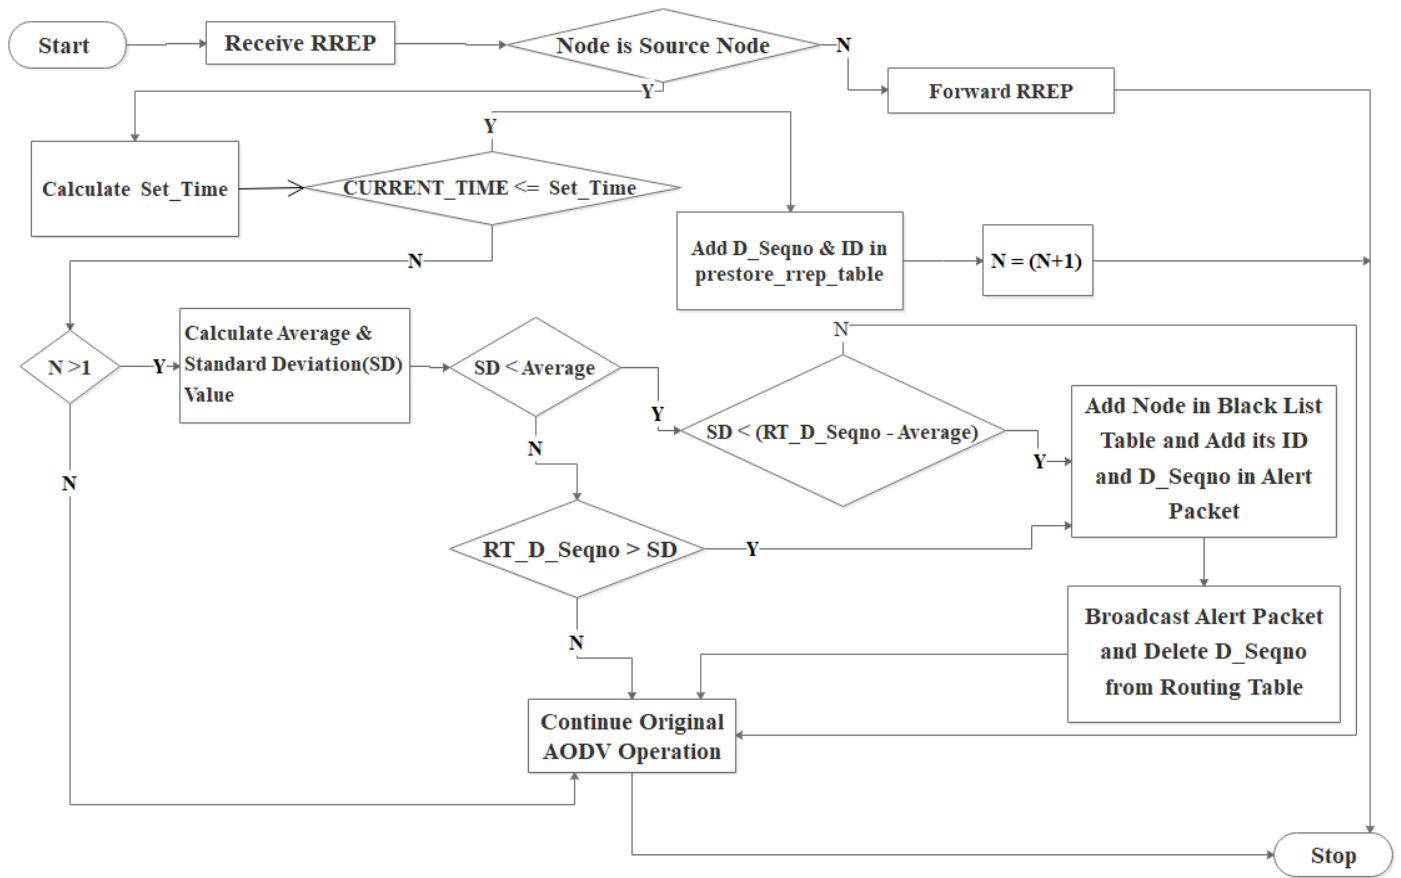 Start
Receive RREP
Node is Source Node
N
Forward RREP
Y
Calculate Set_Time
CURRENT_TIME <= Set_Time
Y
Add D_Seqno & ID in
prestore_rrep_table
N = (N+1)
N
N >1
Y
Calculate Average &
Standard Deviation(SD)
Value
SD < Average
Y
SD < (RT_D_Seqno - Average)
N
Y
Add Node in Black List
Table and Add its ID
and D_Seqno in Alert
Packet
N
N
RT_D_Seqno > SD
Y
Broadcast Alert Packet
and Delete D_Seqno
from Routing Table
N
Continue Original
AODV Operation
Stop